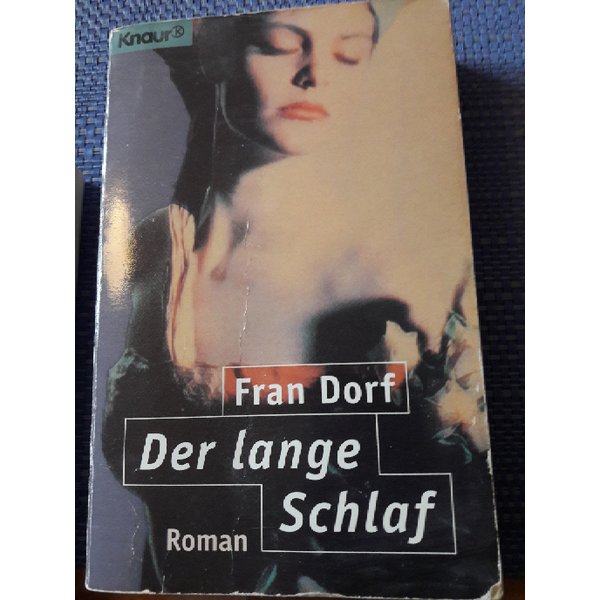 Knaur®
Fran Dorf
Der lange
Schlaf
Roman